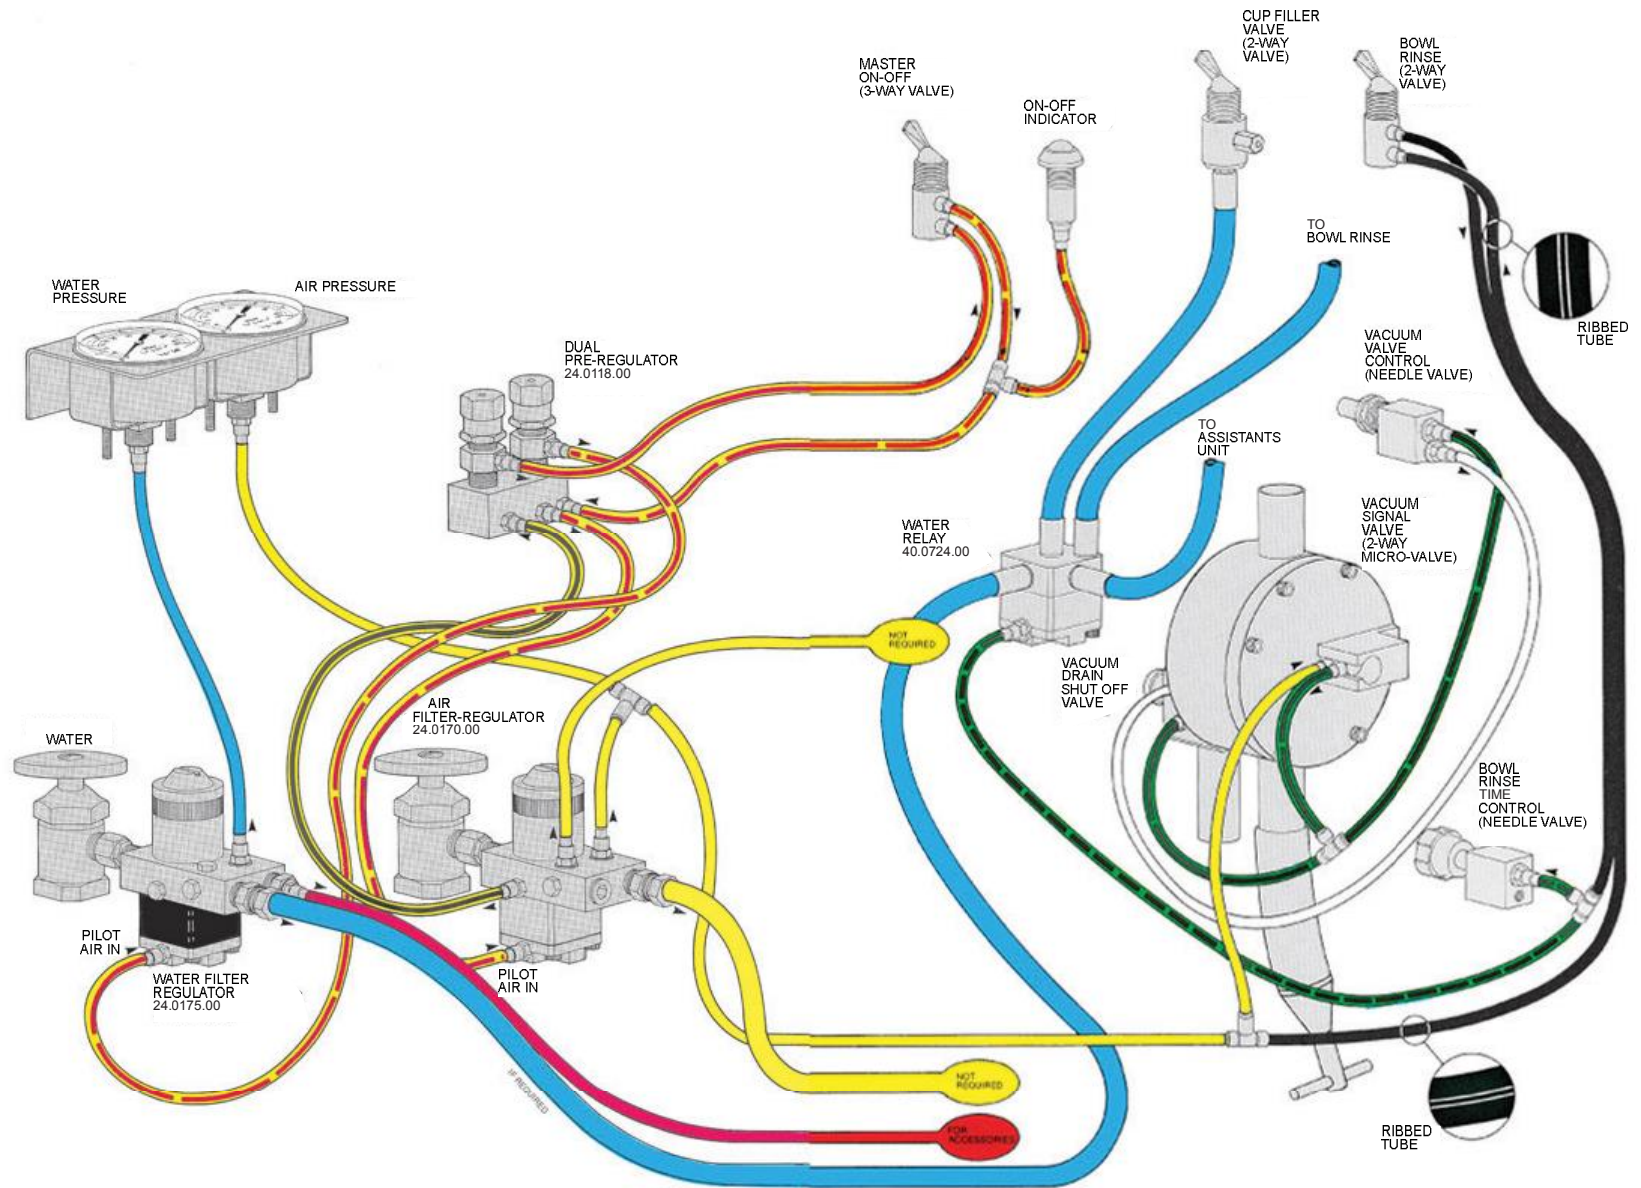 CUP FILLER
VALVE
(2-WAY
VALVE)
BOWL
RINSE
(2-WAY
VALVE)
MASTER
ON-OFF
(3-WAY VALVE)
ON-OFF
INDICATOR
TO
BOWL RINSE
WATER
PRESSURE
AIR PRESSURE
RIBBED
TUBE
DUAL
PRE-REGULATOR
24.0118.00
VACUUM
VALVE
CONTROL
(NEEDLE VALVE)
TO
ASSISTANTS
UNIT
WATER
RELAY
40.0724.00
VACUUM
SIGNAL
VALVE
(2-WAY
MICRO-VALVE)
NOT
REQUIRED
VACUUM
DRAIN
SHUT OFF
VALVE
AIR
FILTER-REGULATOR
24.0170.00
WATER
BOWL
RINSE
TIME
CONTROL
(NEEDLE VALVE)
PILOT
AIR IN
WATER FILTER
REGULATOR
24.0175.00
PILOT
AIR IN
IF REQUIRED
NOT
REQUIRED
FOR
ACCESSORIES
RIBBED
TUBE